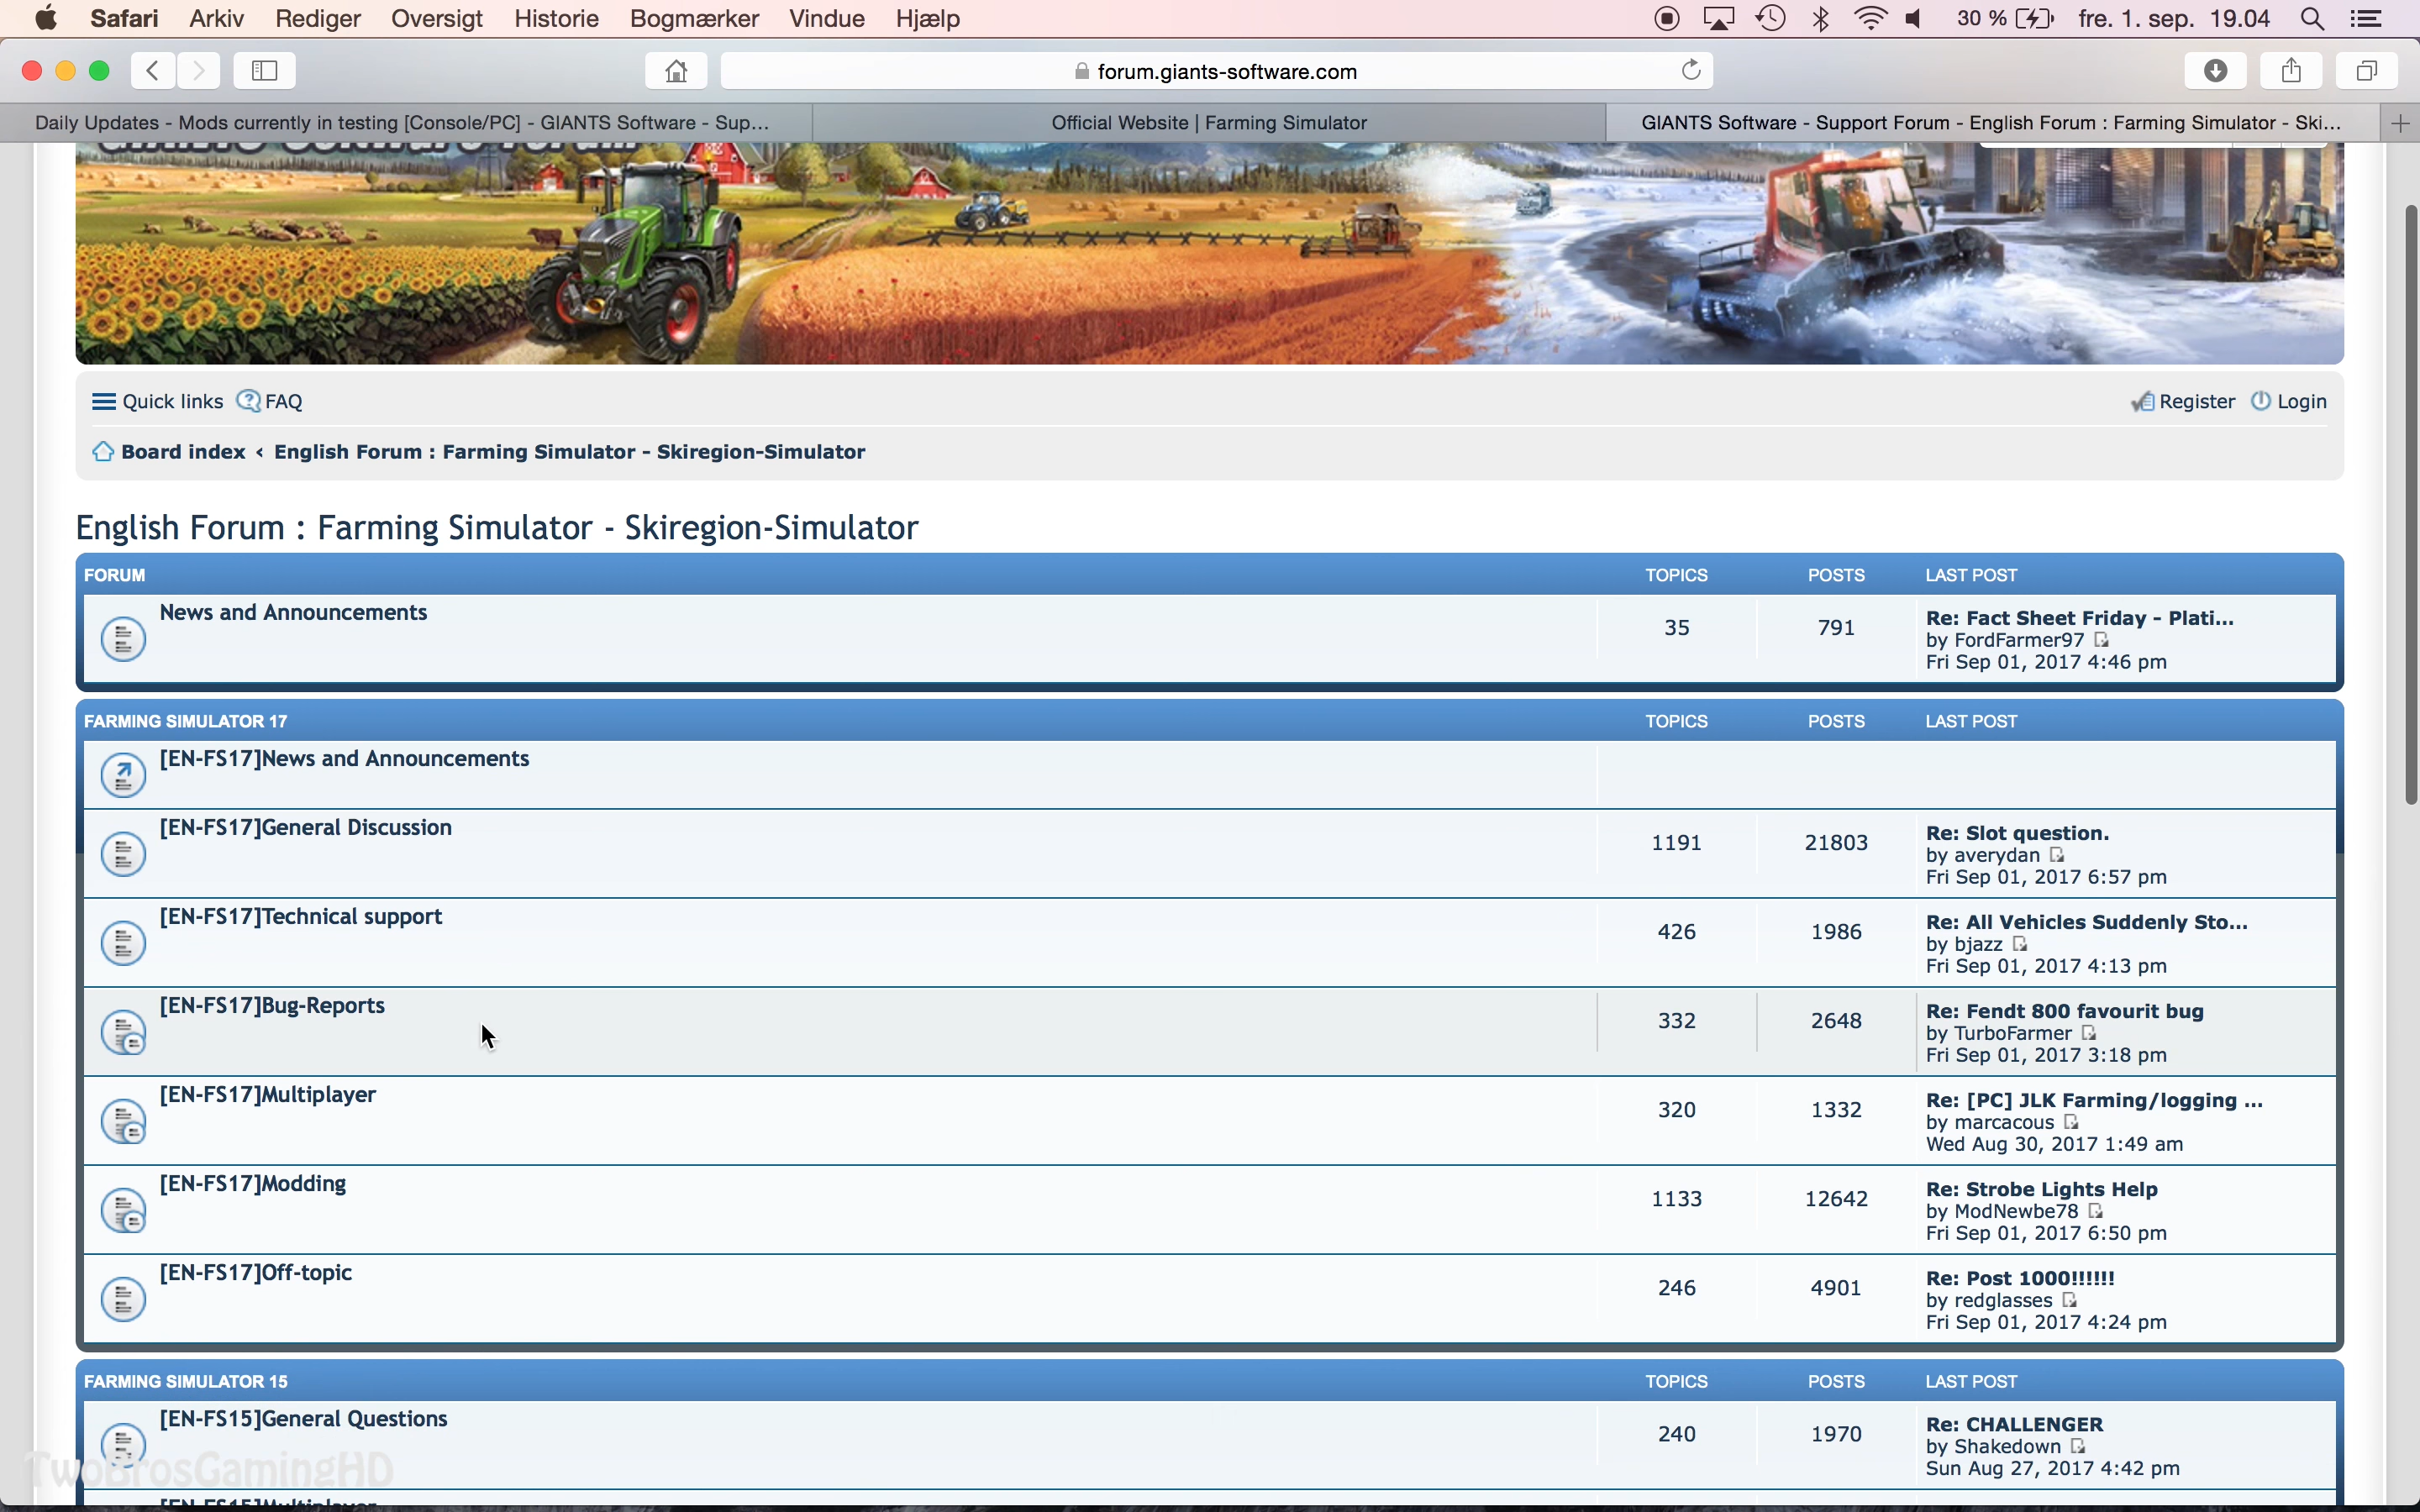 Safari Arkiv Rediger Oversigt Historie Bogmærker Vindue Hjælp 30 % fre. 1. sep. 19.04
forum.giants-software.com
Daily Updates - Mods currently in testing [Console/PC] - GIANTS Software - Sup... Official Website | Farming Simulator GIANTS Software - Support Forum - English Forum : Farming Simulator - Ski...
Quick links FAQ Register Login
Board index ‹ English Forum : Farming Simulator - Skiregion-Simulator
English Forum : Farming Simulator - Skiregion-Simulator
FORUM TOPICS POSTS LAST POST
News and Announcements 35 791 Re: Fact Sheet Friday - Plati...
by FordFarmer97
Fri Sep 01, 2017 4:46 pm
FARMING SIMULATOR 17 TOPICS POSTS LAST POST
[EN-FS17]News and Announcements
[EN-FS17]General Discussion 1191 21803 Re: Slot question.
by averydan
Fri Sep 01, 2017 6:57 pm
[EN-FS17]Technical support 426 1986 Re: All Vehicles Suddenly Sto...
by bjazz
Fri Sep 01, 2017 4:13 pm
[EN-FS17]Bug-Reports 332 2648 Re: Fendt 800 favourit bug
by TurboFarmer
Fri Sep 01, 2017 3:18 pm
[EN-FS17]Multiplayer 320 1332 Re: [PC] JLK Farming/logging ...
by marcacous
Wed Aug 30, 2017 1:49 am
[EN-FS17]Modding 1133 12642 Re: Strobe Lights Help
by ModNewbe78
Fri Sep 01, 2017 6:50 pm
[EN-FS17]Off-topic 246 4901 Re: Post 1000!!!!!!
by redglasses
Fri Sep 01, 2017 4:24 pm
FARMING SIMULATOR 15 TOPICS POSTS LAST POST
[EN-FS15]General Questions 240 1970 Re: CHALLENGER
by Shakedown
Sun Aug 27, 2017 4:42 pm
TwoBrosGamingHD